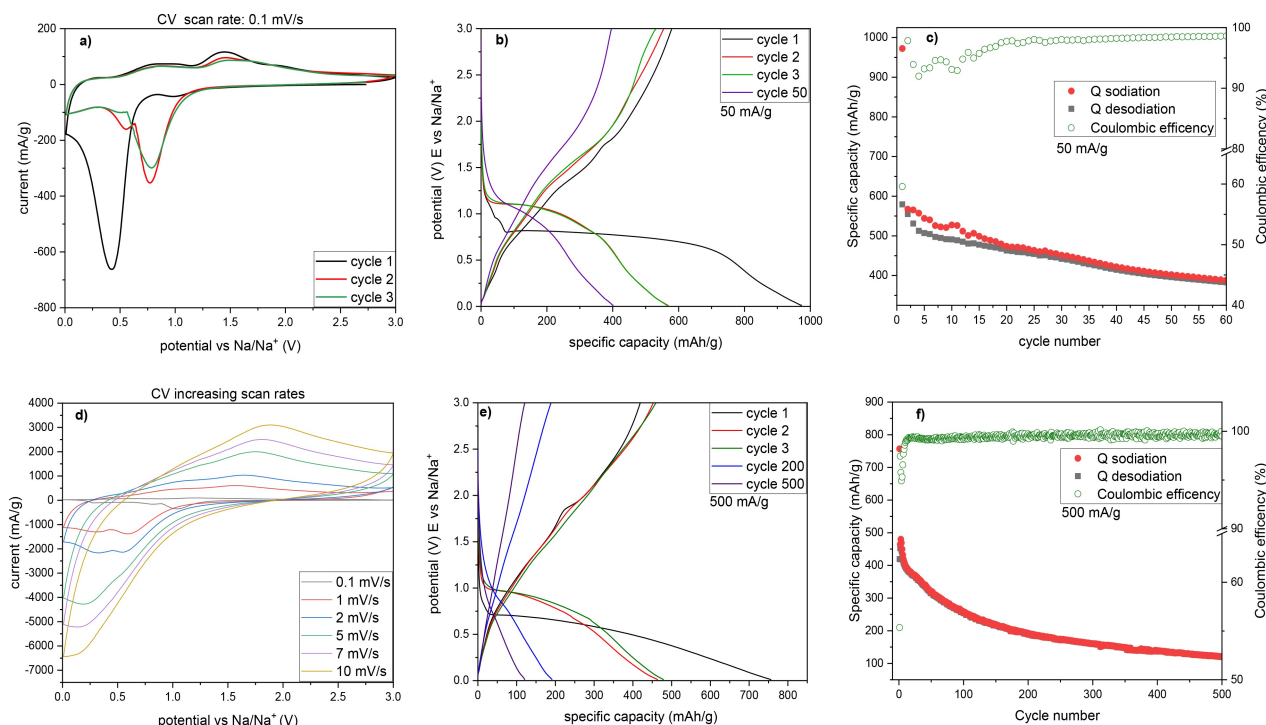 CV scan rate: 0.1 mV/s
a)
200
100
0
-200
-400
-600
-800
current (mA/g)
0.0 0.5 1.0 1.5 2.0 2.5 3.0
potential vs Na/Na⁺ (V)
cycle 1
cycle 2
cycle 3
b)
3.0
2.5
2.0
1.5
1.0
0.5
0.0
potential (V) E vs Na/Na⁺
0 200 400 600 800 1000
specific capacity (mAh/g)
cycle 1
cycle 2
cycle 3
cycle 50
50 mA/g
c)
1000
900
800
700
600
500
400
Specific capacity (mAh/g)
0 5 10 15 20 25 30 35 40 45 50 55 60
cycle number
100
90
80
60
50
40
Coulombic efficency (%)
Q sodiation
Q desodiation
Coulombic efficency
50 mA/g
CV increasing scan rates
d)
4000
3000
2000
1000
0
-1000
-2000
-3000
-4000
-5000
-6000
-7000
current (mA/g)
0.0 0.5 1.0 1.5 2.0 2.5 3.0
potential vs Na/Na⁺ (V)
0.1 mV/s
1 mV/s
2 mV/s
5 mV/s
7 mV/s
10 mV/s
e)
3.0
2.5
2.0
1.5
1.0
0.5
0.0
potential (V) E vs Na/Na⁺
0 100 200 300 400 500 600 700 800
specific capacity (mAh/g)
cycle 1
cycle 2
cycle 3
cycle 200
cycle 500
500 mA/g
f)
900
800
700
600
500
400
300
200
100
Specific capacity (mAh/g)
0 100 200 300 400 500
Cycle number
100
90
60
50
Coulombic efficency (%)
Q sodiation
Q desodiation
Coulombic efficency
500 mA/g